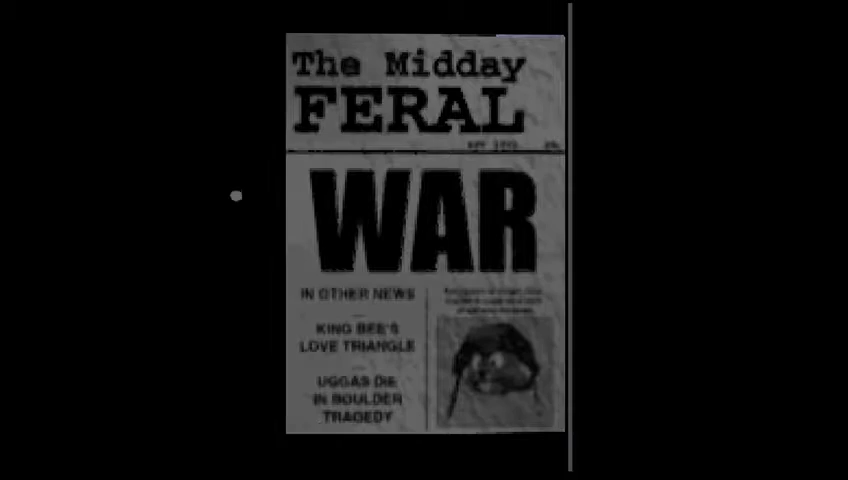 The Midday
FERAL
WAR
IN OTHER NEWS
KING BEE'S
LOVE TRIANGLE
UGGAS DIE
IN BOULDER
TRAGEDY